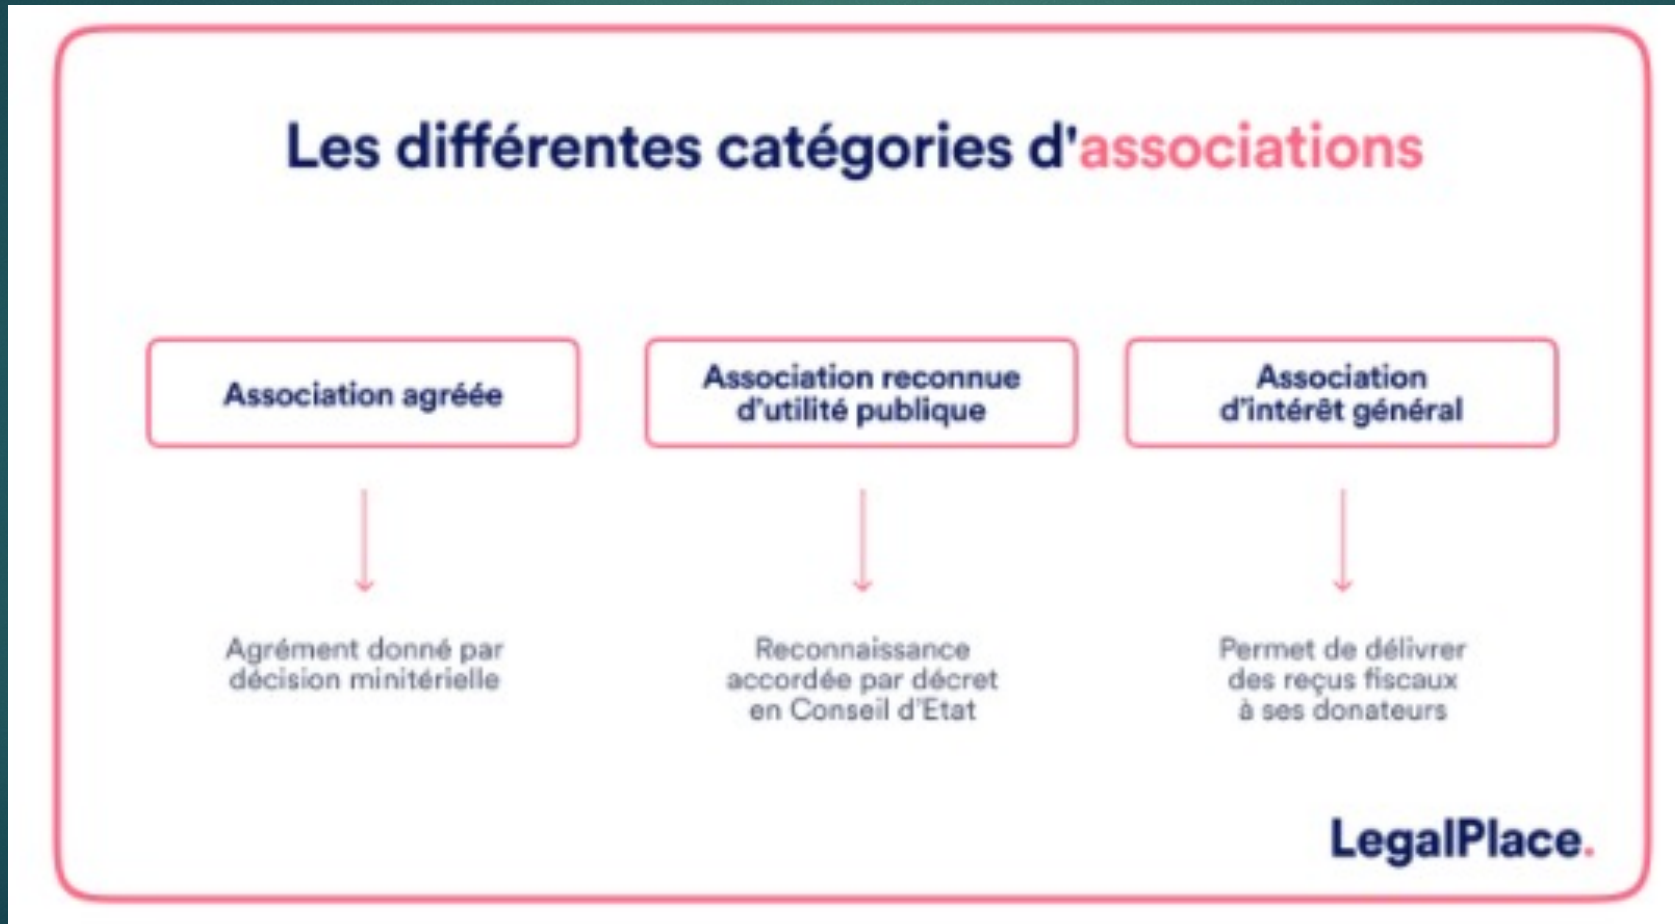 Les différentes catégories d'associations
Association agréée
Association reconnue
d'utilité publique
Association
d'intérêt général
Agrément donné par
décision minitérielle
Reconnaissance
accordée par décret
en Conseil d'Etat
Permet de délivrer
des reçus fiscaux
à ses donateurs
LegalPlace.